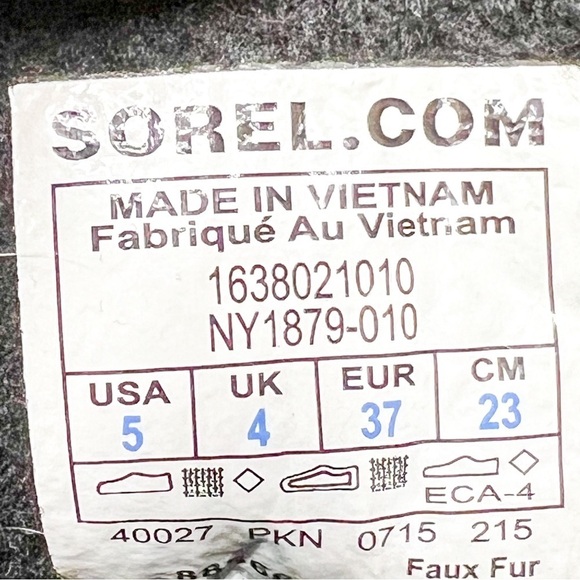 SOREL.COM
MADE IN VIETNAM
Fabriqué Au Vietnam
1638021010
NY1879-010
USA UK EUR CM
5 4 37 23
ECA-4
40027 PKN 0715 215
Faux Fur